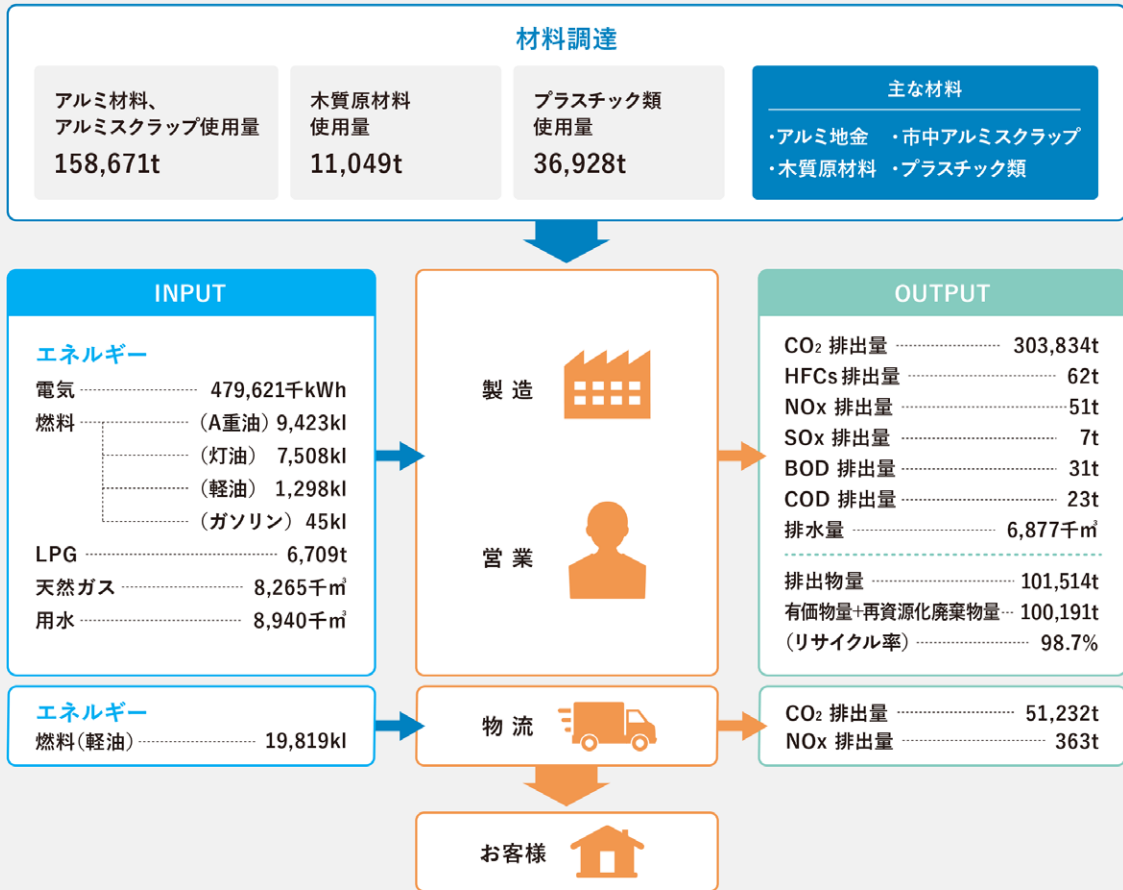 材料調達
アルミ材料、
アルミスクラップ使用量
158,671t
木質原材料
使用量
11,049t
プラスチック類
使用量
36,928t
主な材料
・アルミ地金 ・市中アルミスクラップ
・木質原材料 ・プラスチック類
INPUT
エネルギー
電気 479,621千kWh
燃料 (A重油) 9,423kl
(灯油) 7,508kl
(軽油) 1,298kl
(ガソリン) 45kl
LPG 6,709t
天然ガス 8,265千㎥
用水 8,940千㎥
製造
営業
OUTPUT
CO₂ 排出量 303,834t
HFCs 排出量 62t
NOx 排出量 51t
SOx 排出量 7t
BOD 排出量 31t
COD 排出量 23t
排水量 6,877千㎥
排出物量 101,514t
有価物量+再資源化廃棄物量 100,191t
(リサイクル率) 98.7%
エネルギー
燃料(軽油) 19,819kl
物流
CO₂ 排出量 51,232t
NOx 排出量 363t
お客様